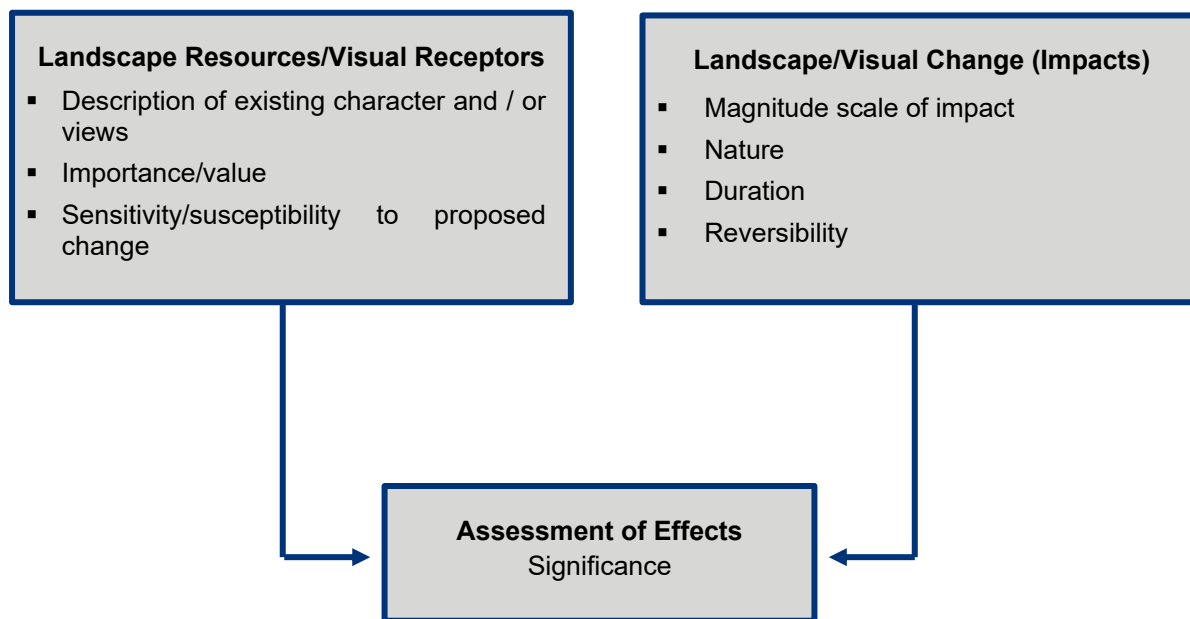 Landscape Resources/Visual Receptors
▪ Description of existing character and / or
views
▪ Importance/value
▪ Sensitivity/susceptibility to proposed
change
Landscape/Visual Change (Impacts)
▪ Magnitude scale of impact
▪ Nature
▪ Duration
▪ Reversibility
Assessment of Effects
Significance